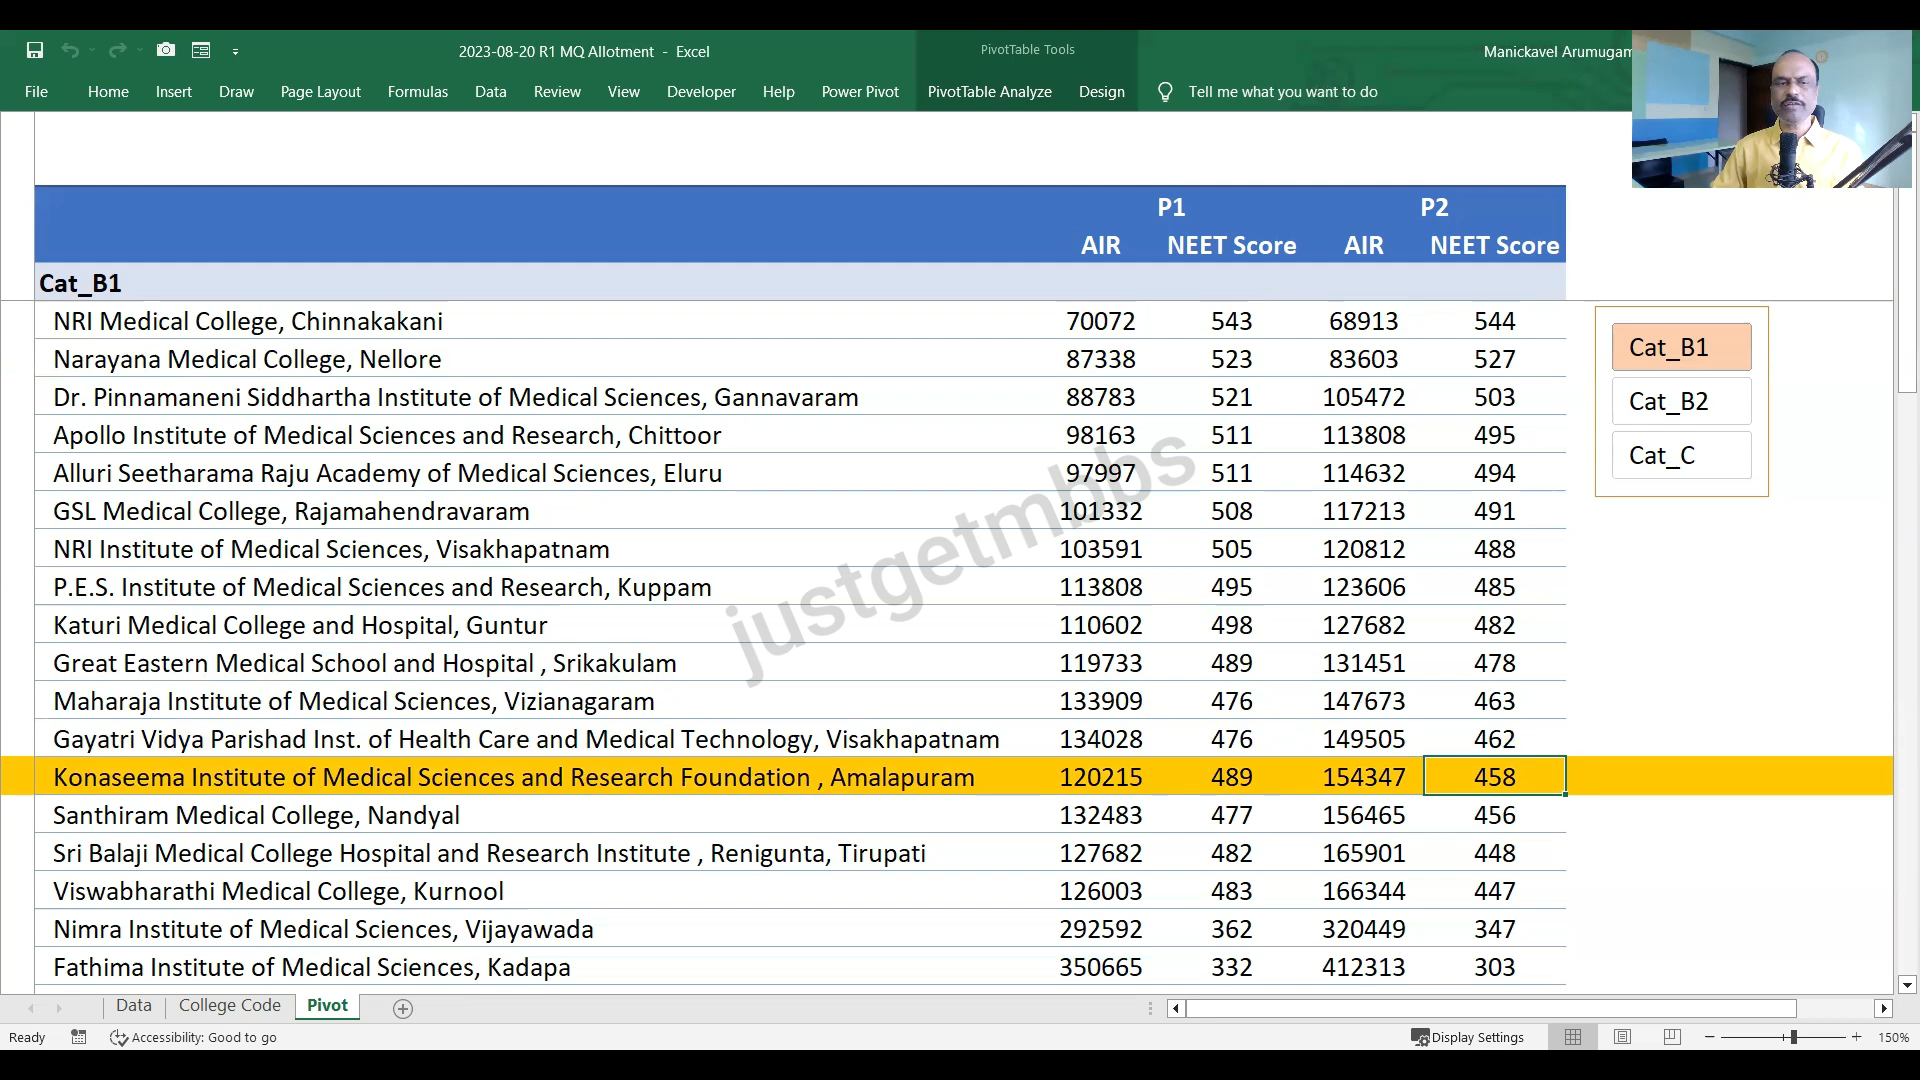 2023-08-20 R1 MQ Allotment - Excel
PivotTable Tools
Manickavel Arumugam
File Home Insert Draw Page Layout Formulas Data Review View Developer Help Power Pivot PivotTable Analyze Design Tell me what you want to do
P1 P2
AIR NEET Score AIR NEET Score
Cat_B1
NRI Medical College, Chinnakakani 70072 543 68913 544
Narayana Medical College, Nellore 87338 523 83603 527
Dr. Pinnamaneni Siddhartha Institute of Medical Sciences, Gannavaram 88783 521 105472 503
Apollo Institute of Medical Sciences and Research, Chittoor 98163 511 113808 495
Alluri Seetharama Raju Academy of Medical Sciences, Eluru 97997 511 114632 494
GSL Medical College, Rajamahendravaram 101332 508 117213 491
NRI Institute of Medical Sciences, Visakhapatnam 103591 505 120812 488
P.E.S. Institute of Medical Sciences and Research, Kuppam 113808 495 123606 485
Katuri Medical College and Hospital, Guntur 110602 498 127682 482
Great Eastern Medical School and Hospital , Srikakulam 119733 489 131451 478
Maharaja Institute of Medical Sciences, Vizianagaram 133909 476 147673 463
Gayatri Vidya Parishad Inst. of Health Care and Medical Technology, Visakhapatnam 134028 476 149505 462
Konaseema Institute of Medical Sciences and Research Foundation , Amalapuram 120215 489 154347 458
Santhiram Medical College, Nandyal 132483 477 156465 456
Sri Balaji Medical College Hospital and Research Institute , Renigunta, Tirupati 127682 482 165901 448
Viswabharathi Medical College, Kurnool 126003 483 166344 447
Nimra Institute of Medical Sciences, Vijayawada 292592 362 320449 347
Fathima Institute of Medical Sciences, Kadapa 350665 332 412313 303
Cat_B1
Cat_B2
Cat_C
justgetmbbs
Data College Code Pivot
Ready Accessibility: Good to go Display Settings 150%